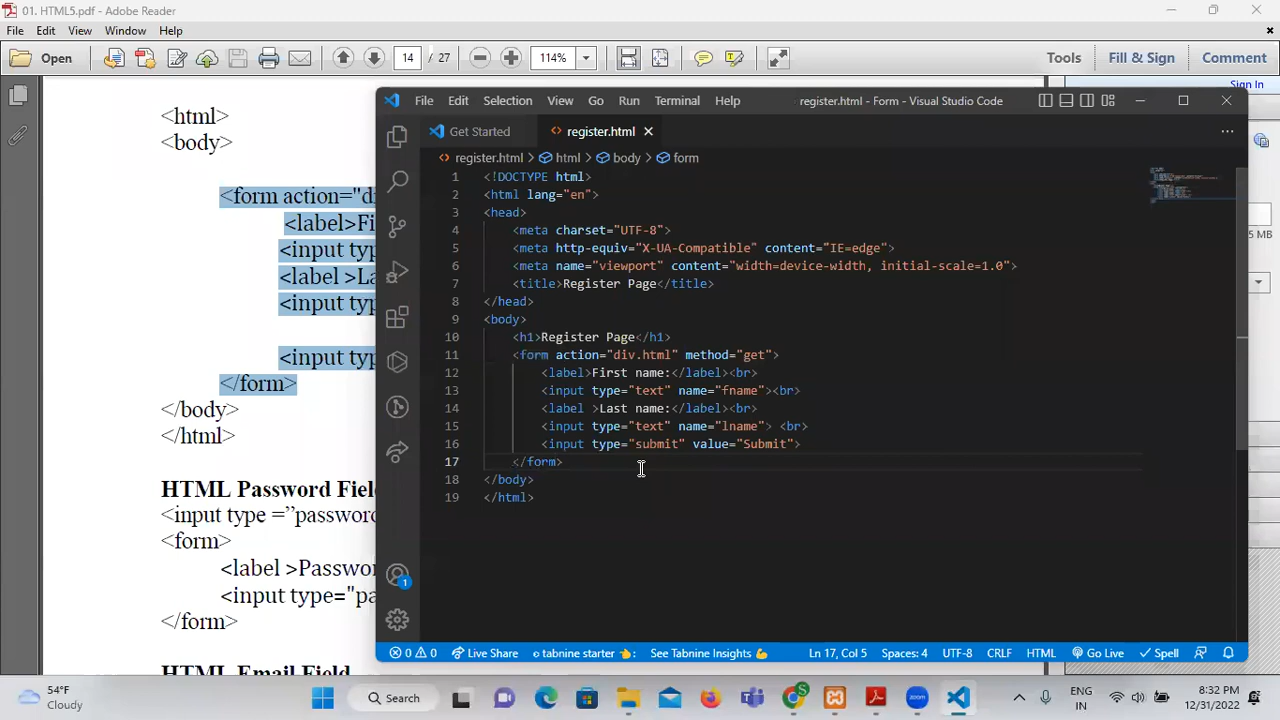 01. HTML5.pdf - Adobe Reader
File Edit View Window Help
Open 14 / 27 114% Tools Fill & Sign Comment
Sign In
<html>
<body>
<form action="di
<label>Fi
<input typ
<label >La
<input typ
<input typ
</form>
</body>
</html>
HTML Password Fiel
<input type =”password
<form>
<label >Passwor
<input type="pa
</form>
HTML Email Field
5 MB
File Edit Selection View Go Run Terminal Help register.html - Form - Visual Studio Code
Get Started register.html
register.html > html > body > form
1 <!DOCTYPE html>
2 <html lang="en">
3 <head>
4 <meta charset="UTF-8">
5 <meta http-equiv="X-UA-Compatible" content="IE=edge">
6 <meta name="viewport" content="width=device-width, initial-scale=1.0">
7 <title>Register Page</title>
8 </head>
9 <body>
10 <h1>Register Page</h1>
11 <form action="div.html" method="get">
12 <label>First name:</label><br>
13 <input type="text" name="fname"><br>
14 <label >Last name:</label><br>
15 <input type="text" name="lname"> <br>
16 <input type="submit" value="Submit">
17 </form>
18 </body>
19 </html>
1
0 0 Live Share tabnine starter See Tabnine Insights Ln 17, Col 5 Spaces: 4 UTF-8 CRLF HTML Go Live Spell
54°F
Cloudy
Search
ENG
IN
8:32 PM
12/31/2022